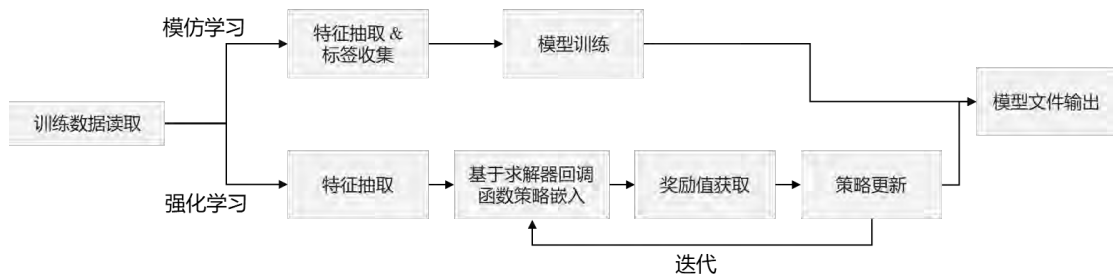 模仿学习
特征抽取 &
标签收集
模型训练
训练数据读取
模型文件输出
强化学习
特征抽取
基于求解器回调
函数策略嵌入
奖励值获取
策略更新
迭代